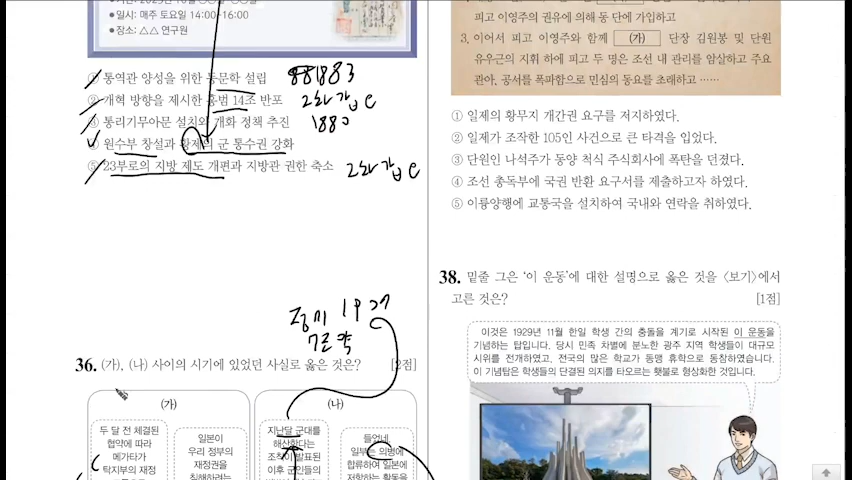 •일시: 매주 토요일 14:00~16:00
•장소: △△ 연구원
① 통역관 양성을 위한 동문학 설립
1883
② 개혁 방향을 제시한 홍범 14조 반포
2차 갑
③ 통리기무아문 설치와 개화 정책 추진
1880
④ 원수부 창설과 황제의 군 통수권 강화
⑤ 23부로의 지방 제도 개편과 지방관 권한 축소
2차 갑
정미 1907
7조약
36. (가), (나) 사이의 시기에 있었던 사실로 옳은 것은? [2점]
(가)
두 달 전 체결된
협약에 따라
메가타가
탁지부의 재정
일본이
우리 정부의
재정권을
침해하려는
(나)
지난달 군대를
해산한다는
조칙이 발표된
이후 군인들의
들었네.
일부는 의병에
합류하여 일본에
저항하는 활동을
피고 이영주의 권유에 의해 동 단에 가입하고
3. 이어서 피고 이영주와 함께 (가) 단장 김원봉 및 단원
유우근의 지휘 하에 피고 두 명은 조선 내 관리를 암살하고 주요
관아, 공서를 폭파함으로 민심의 동요를 초래하고 ……
① 일제의 황무지 개간권 요구를 저지하였다.
② 일제가 조작한 105인 사건으로 큰 타격을 입었다.
③ 단원인 나석주가 동양 척식 주식회사에 폭탄을 던졌다.
④ 조선 총독부에 국권 반환 요구서를 제출하고자 하였다.
⑤ 이륭양행에 교통국을 설치하여 국내와 연락을 취하였다.
38. 밑줄 그은 '이 운동'에 대한 설명으로 옳은 것을 <보기>에서
고른 것은? [1점]
이것은 1929년 11월 한일 학생 간의 충돌을 계기로 시작된 이 운동을
기념하는 탑입니다. 당시 민족 차별에 분노한 광주 지역 학생들이 대규모
시위를 전개하였고, 전국의 많은 학교가 동맹 휴학으로 동참하였습니다.
이 기념탑은 학생들의 단결된 의지를 타오르는 횃불로 형상화한 것입니다.